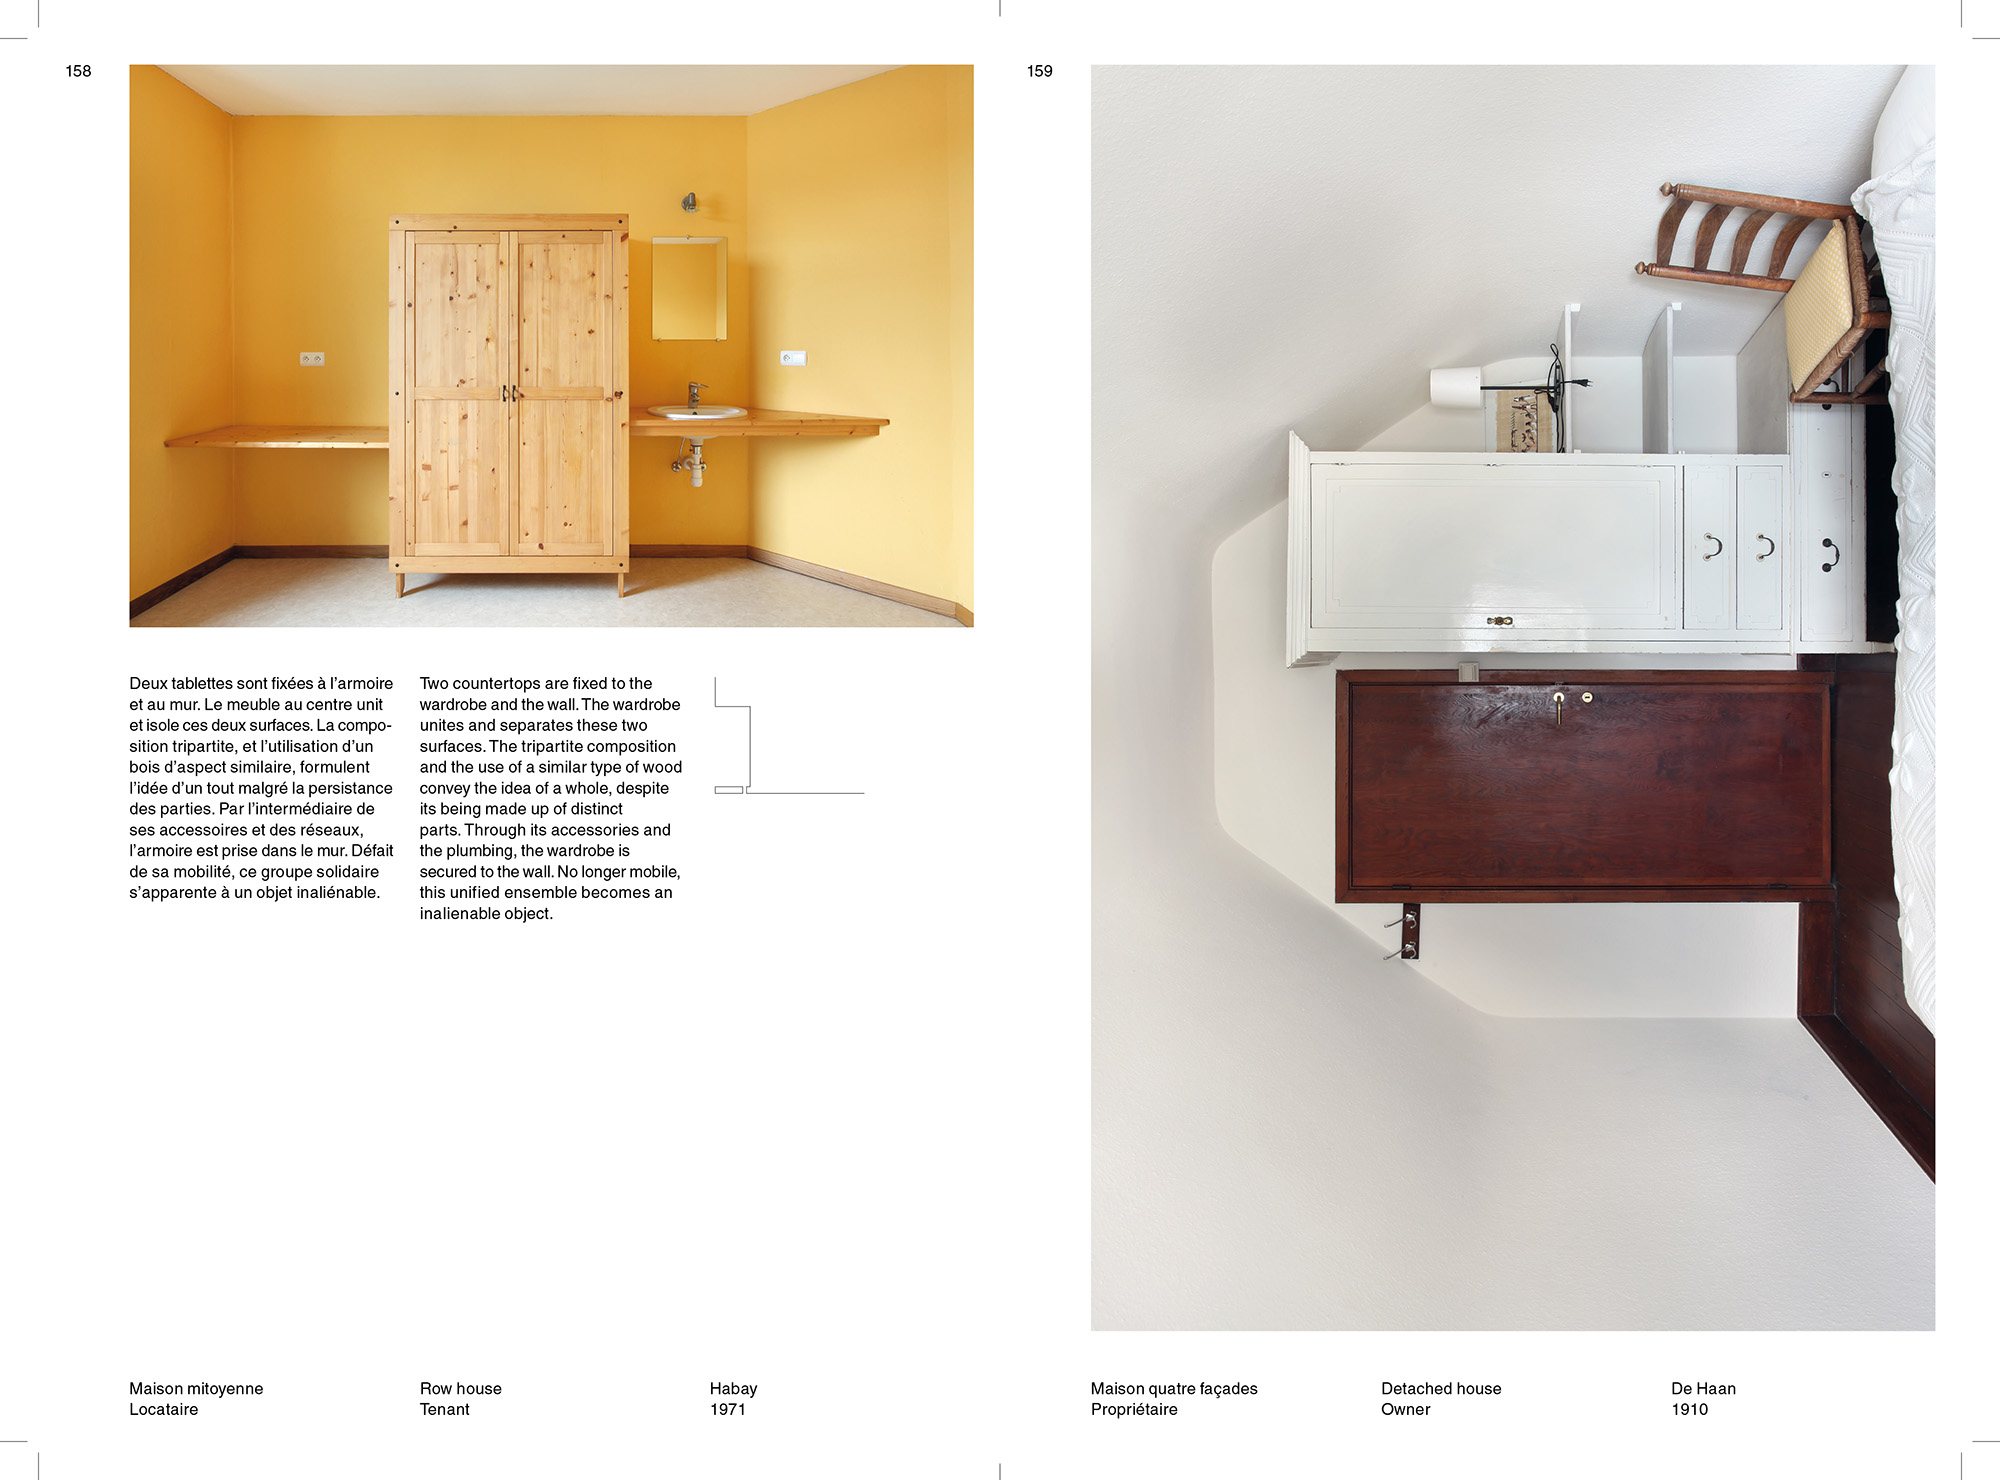 158
Deux tablettes sont fixées à l’armoire
et au mur. Le meuble au centre unit
et isole ces deux surfaces. La compo-
sition tripartite, et l’utilisation d’un
bois d’aspect similaire, formulent
l’idée d’un tout malgré la persistance
des parties. Par l’intermédiaire de
ses accessoires et des réseaux,
l’armoire est prise dans le mur. Défait
de sa mobilité, ce groupe solidaire
s’apparente à un objet inaliénable.
Two countertops are fixed to the
wardrobe and the wall. The wardrobe
unites and separates these two
surfaces. The tripartite composition
and the use of a similar type of wood
convey the idea of a whole, despite
its being made up of distinct
parts. Through its accessories and
the plumbing, the wardrobe is
secured to the wall. No longer mobile,
this unified ensemble becomes an
inalienable object.
Maison mitoyenne
Locataire
Row house
Tenant
Habay
1971
159
Maison quatre façades
Propriétaire
Detached house
Owner
De Haan
1910